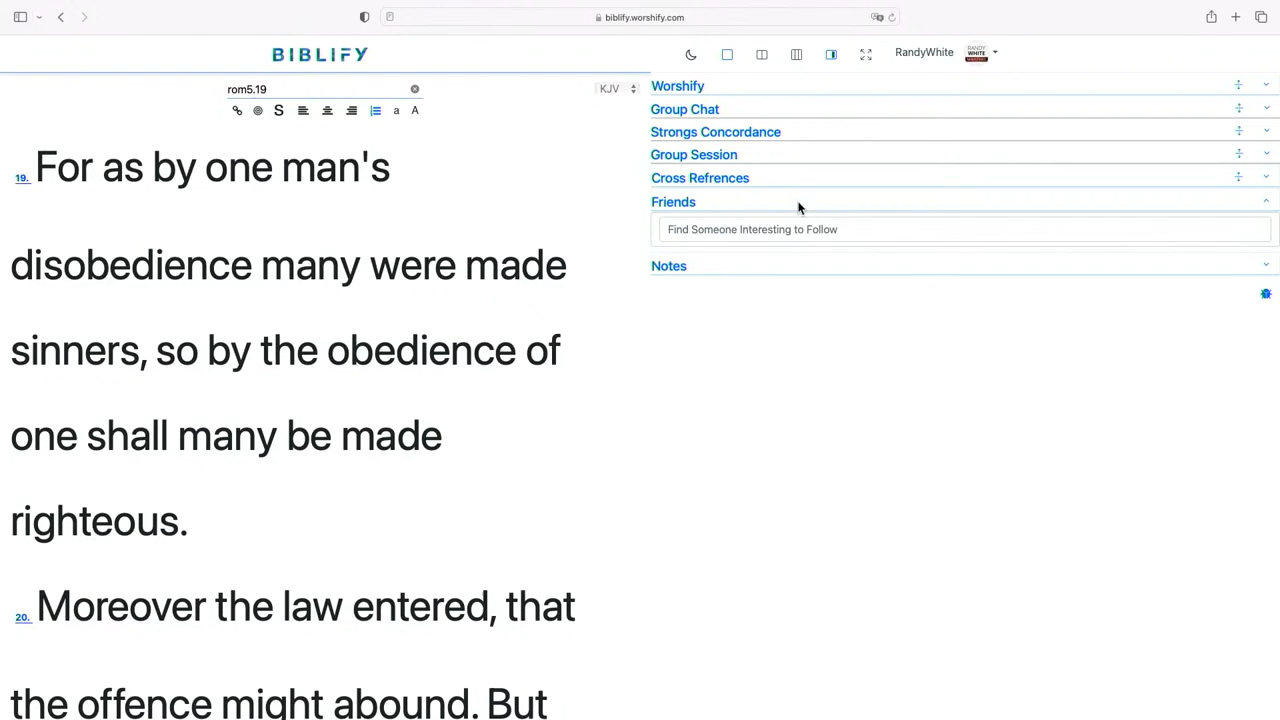 biblify.worshify.com
BIBLIFY
RandyWhite
RANDY
WHITE
rom5.19
KJV
S
a A
19. For as by one man's
disobedience many were made
sinners, so by the obedience of
one shall many be made
righteous.
20. Moreover the law entered, that
the offence might abound. But
Worshify
Group Chat
Strongs Concordance
Group Session
Cross Refrences
Friends
Find Someone Interesting to Follow
Notes